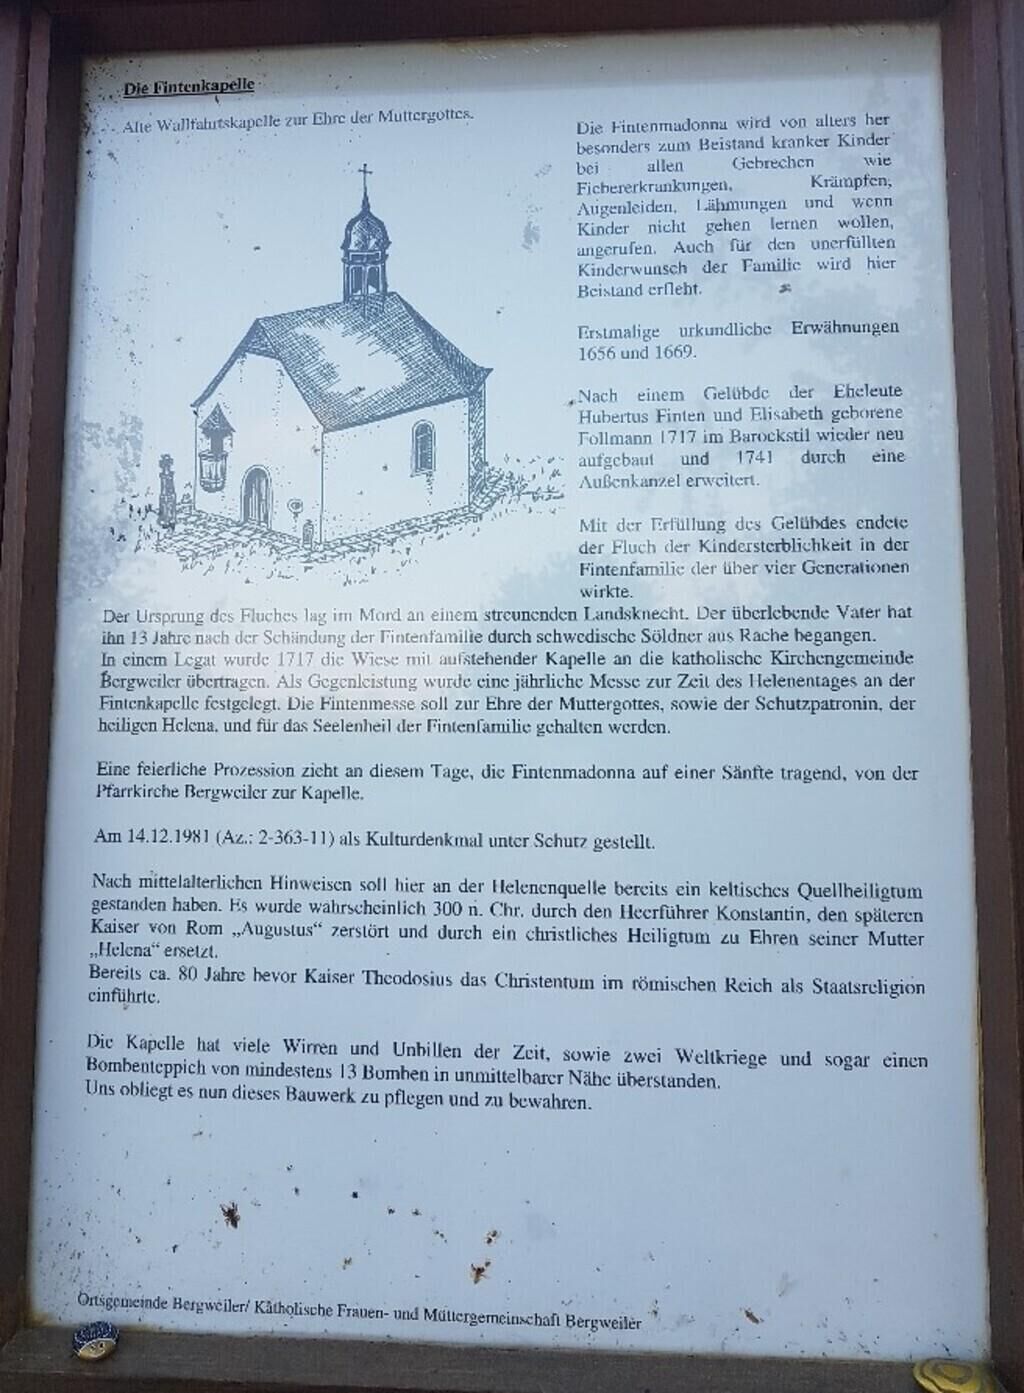 Die Fintenkapelle
Alte Wallfahrtskapelle zur Ehre der Muttergottes.
Die Fintenmadonna wird von alters her
besonders zum Beistand kranker Kinder
bei allen Gebrechen wie
Fiebererkrankungen, Krämpfen,
Augenleiden, Lähmungen und wenn
Kinder nicht gehen lernen wollen,
angerufen. Auch für den unerfüllten
Kinderwunsch der Familie wird hier
Beistand erfleht.
Erstmalige urkundliche Erwähnungen
1656 und 1669.
Nach einem Gelübde der Eheleute
Hubertus Finten und Elisabeth geborene
Follmann 1717 im Barockstil wieder neu
aufgebaut und 1741 durch eine
Außenkanzel erweitert.
Mit der Erfüllung des Gelübdes endete
der Fluch der Kindersterblichkeit in der
Fintenfamilie der über vier Generationen
wirkte.
Der Ursprung des Fluches lag im Mord an einem streunenden Landsknecht. Der überlebende Vater hat
ihn 13 Jahre nach der Schändung der Fintenfamilie durch schwedische Söldner aus Rache begangen.
In einem Legat wurde 1717 die Wiese mit aufstehender Kapelle an die katholische Kirchengemeinde
Bergweiler übertragen. Als Gegenleistung wurde eine jährliche Messe zur Zeit des Helenentages an der
Fintenkapelle festgelegt. Die Fintenmesse soll zur Ehre der Muttergottes, sowie der Schutzpatronin, der
heiligen Helena, und für das Seelenheil der Fintenfamilie gehalten werden.
Eine feierliche Prozession zieht an diesem Tage, die Fintenmadonna auf einer Sänfte tragend, von der
Pfarrkirche Bergweiler zur Kapelle.
Am 14.12.1981 (Az.: 2-363-11) als Kulturdenkmal unter Schutz gestellt.
Nach mittelalterlichen Hinweisen soll hier an der Helenenquelle bereits ein keltisches Quellheiligtum
gestanden haben. Es wurde wahrscheinlich 300 n. Chr. durch den Heerführer Konstantin, den späteren
Kaiser von Rom „Augustus“ zerstört und durch ein christliches Heiligtum zu Ehren seiner Mutter
„Helena“ ersetzt.
Bereits ca. 80 Jahre bevor Kaiser Theodosius das Christentum im römischen Reich als Staatsreligion
einführte.
Die Kapelle hat viele Wirren und Unbillen der Zeit, sowie zwei Weltkriege und sogar einen
Bombenteppich von mindestens 13 Bomben in unmittelbarer Nähe überstanden.
Uns obliegt es nun dieses Bauwerk zu pflegen und zu bewahren.
Ortsgemeinde Bergweiler/ Katholische Frauen- und Müttergemeinschaft Bergweiler